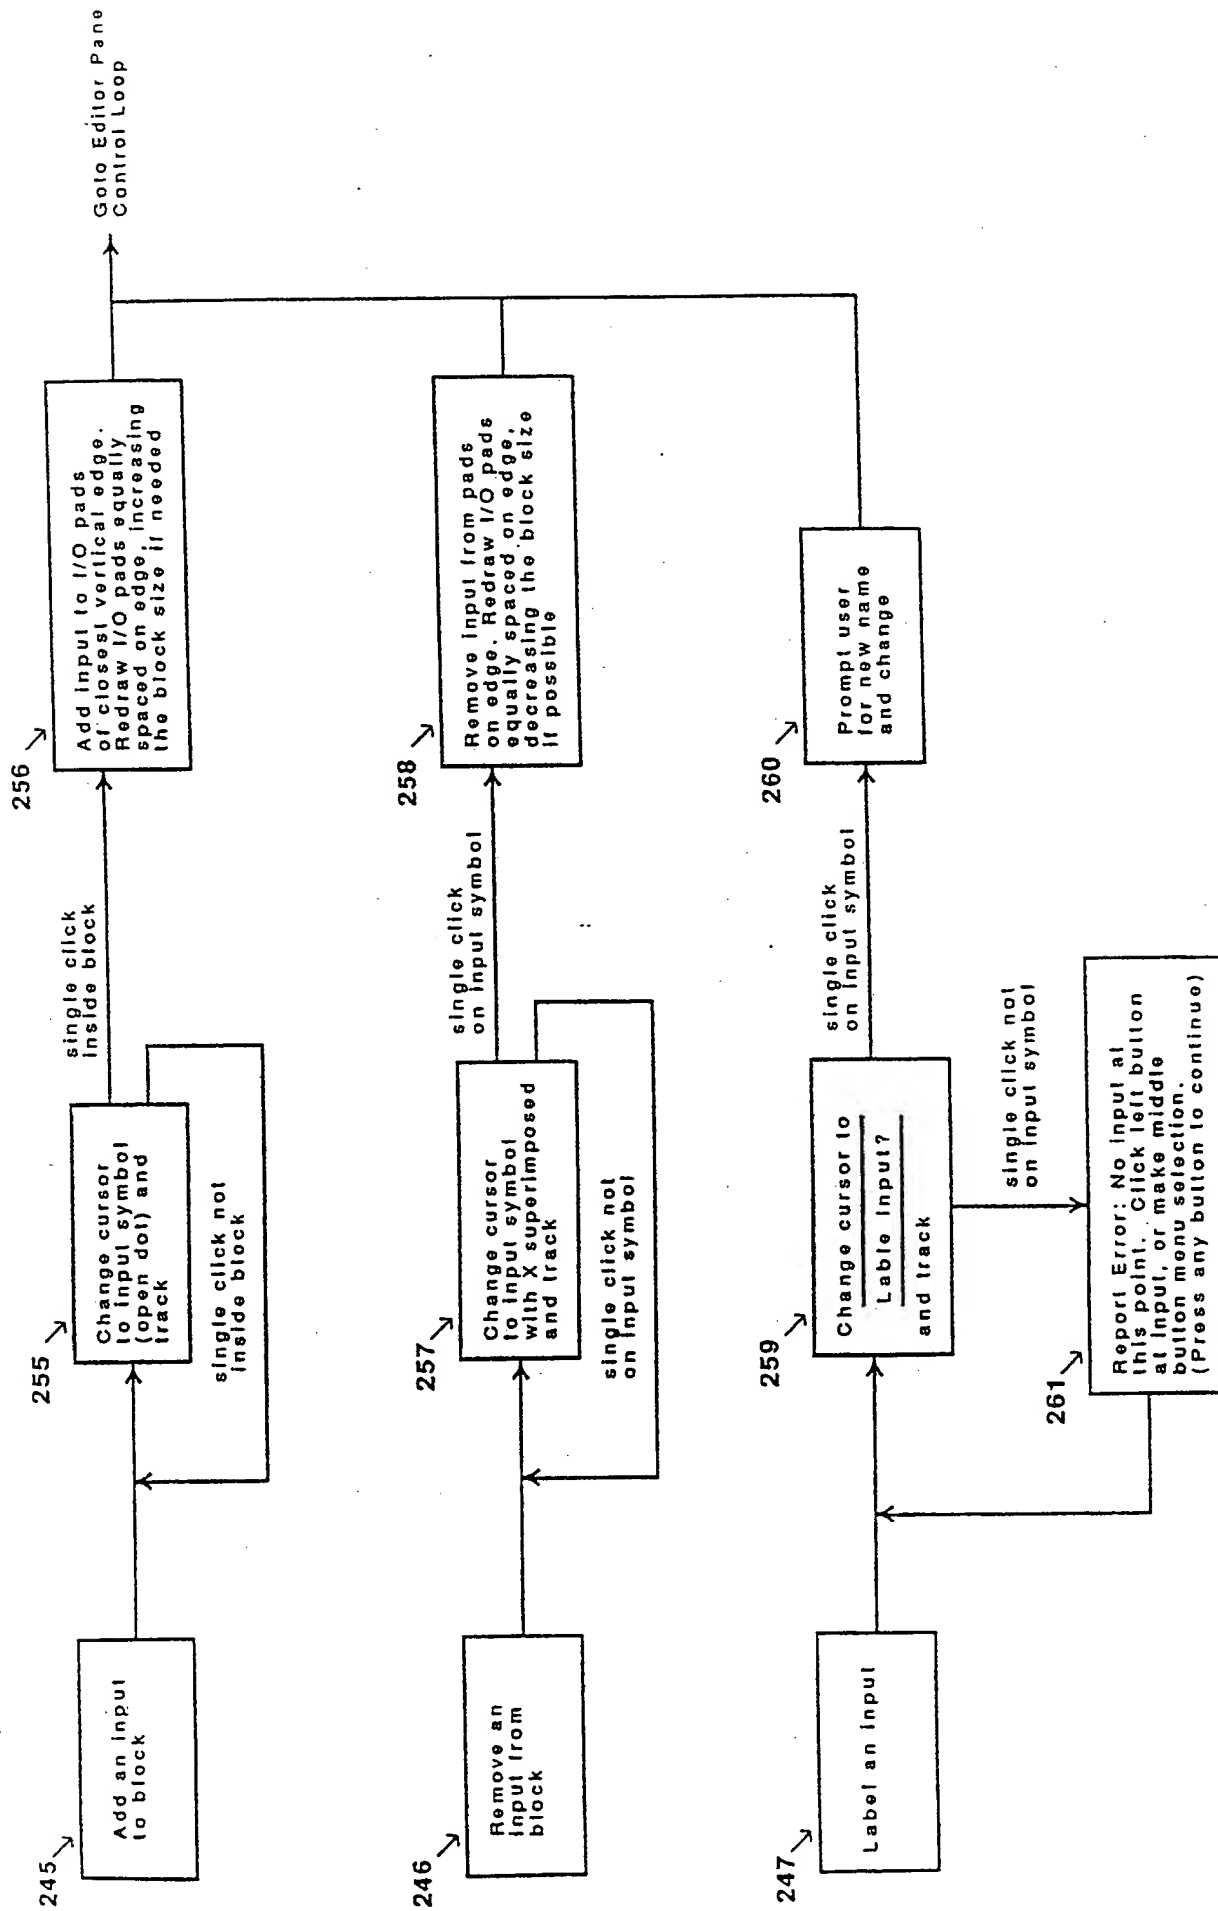 245
Add an input
to block
255
Change cursor
to input symbol
(open dot) and
track
single click not
inside block
single click
inside block
256
Add input to I/O pads
of closest vertical edge.
Redraw I/O pads equally
spaced on edge, increasing
the block size if needed
Goto Editor Pane
Control Loop
246
Remove an
input from
block
257
Change cursor
to input symbol
with X superimposed
and track
single click not
on input symbol
single click
on input symbol
258
Remove input from pads
on edge. Redraw I/O pads
equally spaced on edge,
decreasing the block size
if possible
247
Label an input
259
Change cursor to
Lable Input?
and track
single click
on input symbol
260
Prompt user
for new name
and change
single click not
on input symbol
261
Report Error: No input at
this point. Click left button
at input, or make middle
button menu selection.
(Press any button to continue)